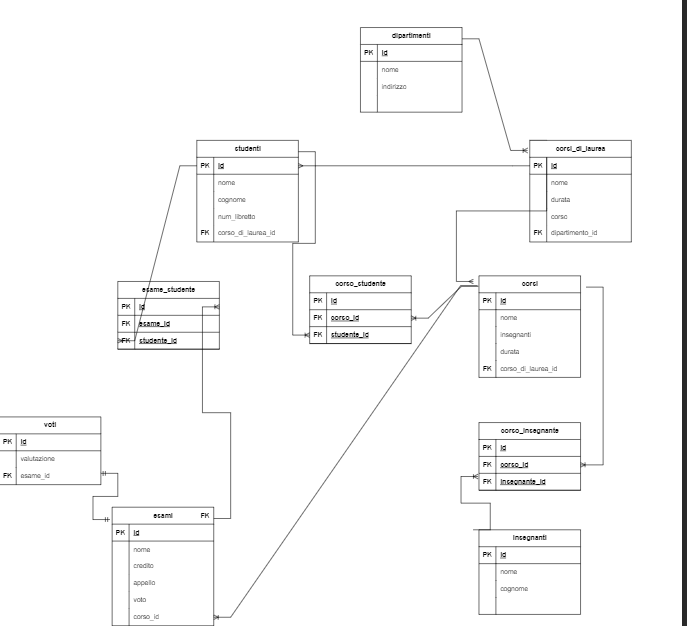 dipartimenti
PK id
nome
indirizzo
studenti
PK id
nome
cognome
num_libretto
FK corso_di_laurea_id
corsi_di_laurea
PK id
nome
durata
corso
FK dipartimento_id
esame_studente
PK id
FK esame_id
FK studente_id
corso_studente
PK id
FK corso_id
FK studente_id
corsi
PK id
nome
insegnanti
durata
FK corso_di_laurea_id
voti
PK id
valutazione
FK esame_id
corso_insegnante
PK id
FK corso_id
FK insegnante_id
esami FK
PK id
nome
credito
appello
voto
corso_id
insegnanti
PK id
nome
cognome